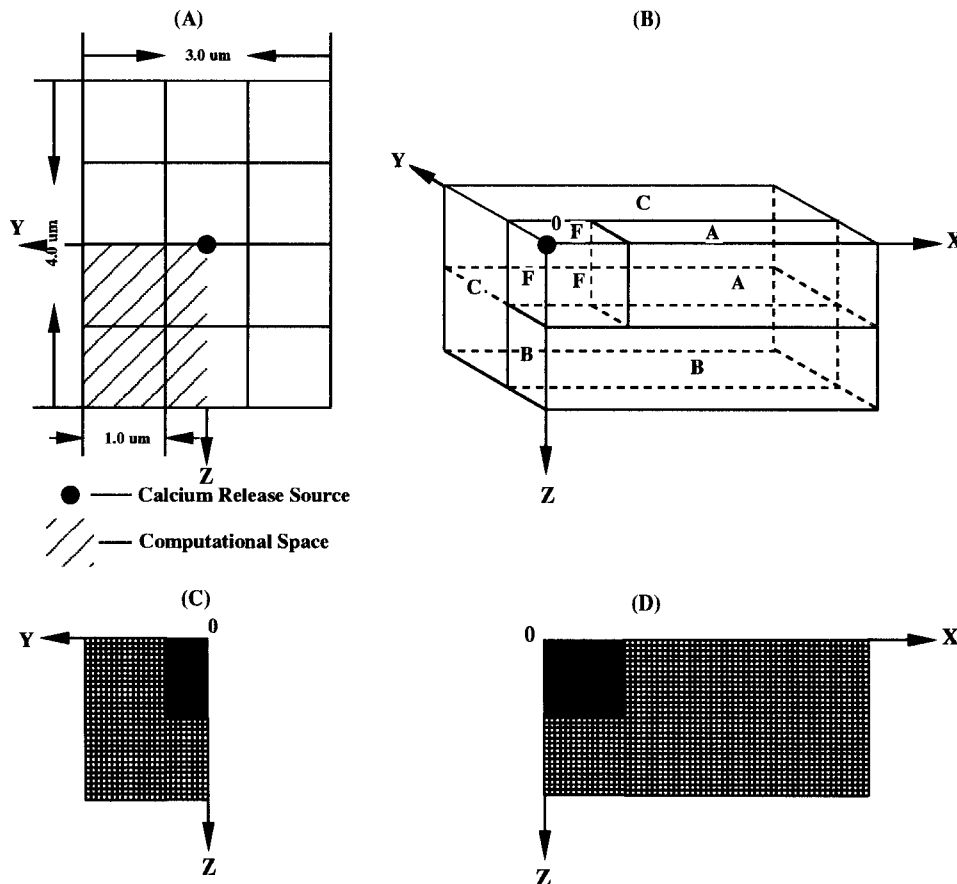 (A)
3.0 um
Y
4.0 um
1.0 um
Z
Calcium Release Source
Computational Space
(B)
Y
C
0
F
A
X
F
F
A
C
B
B
Z
(C)
0
Y
Z
(D)
0
X
Z